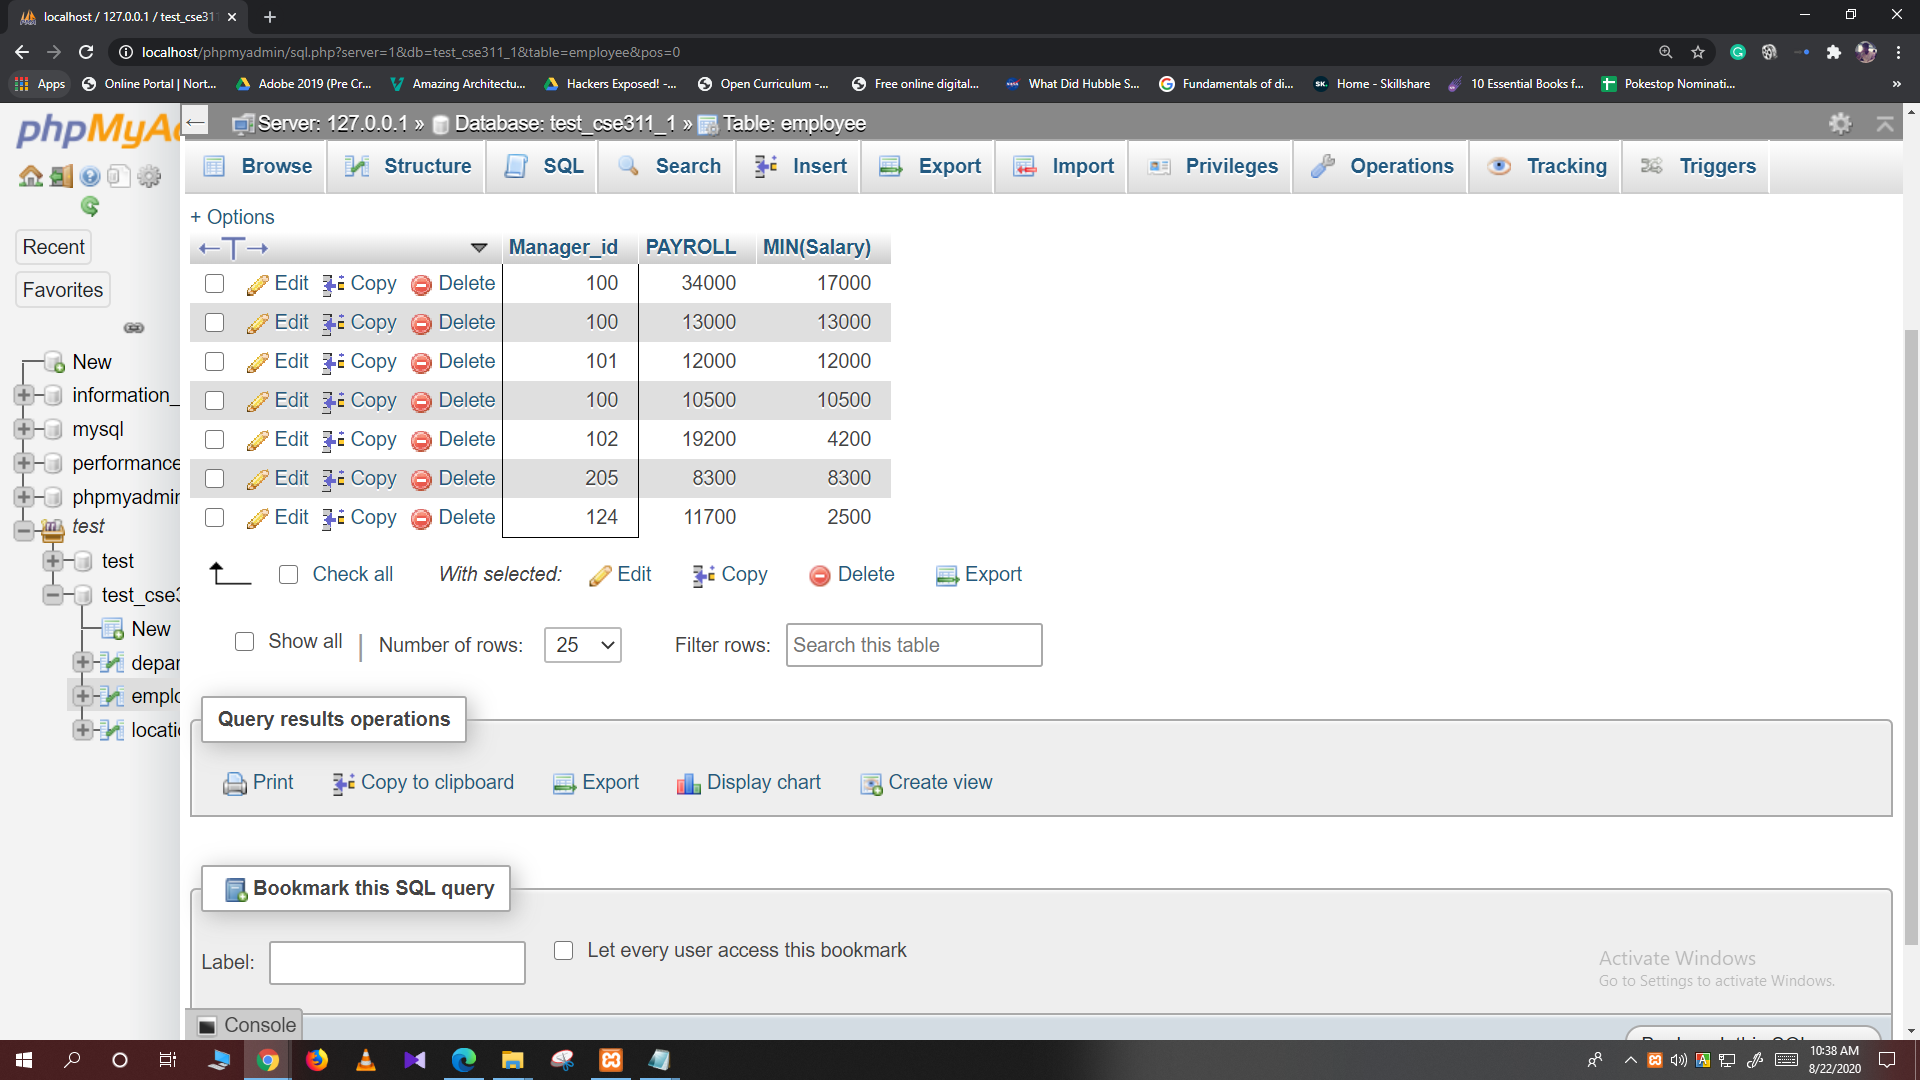 localhost / 127.0.0.1 / test_cse311
localhost/phpmyadmin/sql.php?server=1&db=test_cse311_1&table=employee&pos=0
Apps Online Portal | Nort... Adobe 2019 (Pre Cr... Amazing Architectu... Hackers Exposed! -... Open Curriculum -... Free online digital... What Did Hubble S... Fundamentals of di... Home - Skillshare 10 Essential Books f... Pokestop Nominati... »
phpMyAd
Recent
Favorites
New
information_
mysql
performance
phpmyadmin
test
test
test_cse3
New
depar
emplo
locatio
Server: 127.0.0.1 » Database: test_cse311_1 » Table: employee
Browse Structure SQL Search Insert Export Import Privileges Operations Tracking Triggers
+ Options
←T→ Manager_id PAYROLL MIN(Salary)
Edit Copy Delete 100 34000 17000
Edit Copy Delete 100 13000 13000
Edit Copy Delete 101 12000 12000
Edit Copy Delete 100 10500 10500
Edit Copy Delete 102 19200 4200
Edit Copy Delete 205 8300 8300
Edit Copy Delete 124 11700 2500
Check all With selected: Edit Copy Delete Export
Show all | Number of rows: 25 Filter rows: Search this table
Query results operations
Print Copy to clipboard Export Display chart Create view
Bookmark this SQL query
Label: Let every user access this bookmark
Activate Windows
Go to Settings to activate Windows.
Console
10:38 AM
8/22/2020